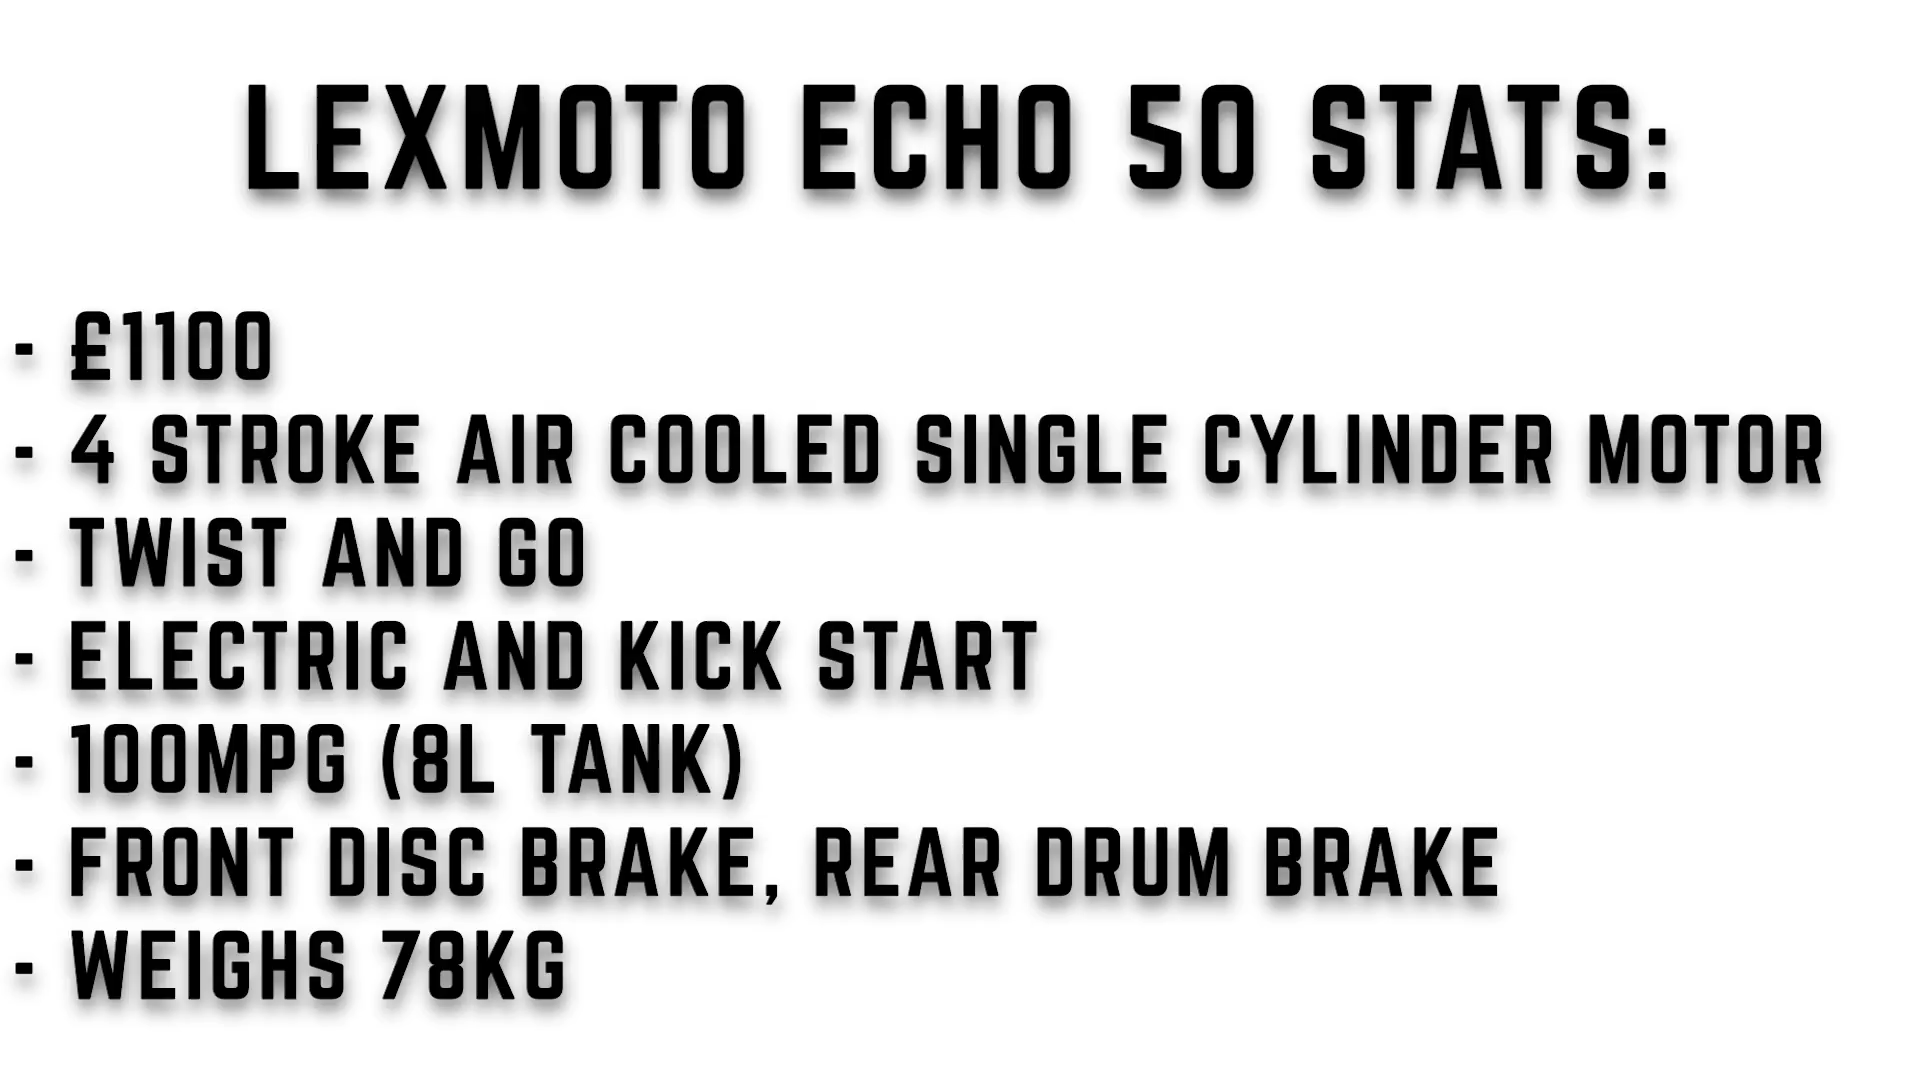 LEXMOTO ECHO 50 STATS:
- £1100
- 4 STROKE AIR COOLED SINGLE CYLINDER MOTOR
- TWIST AND GO
- ELECTRIC AND KICK START
- 100MPG (8L TANK)
- FRONT DISC BRAKE, REAR DRUM BRAKE
- WEIGHS 78KG